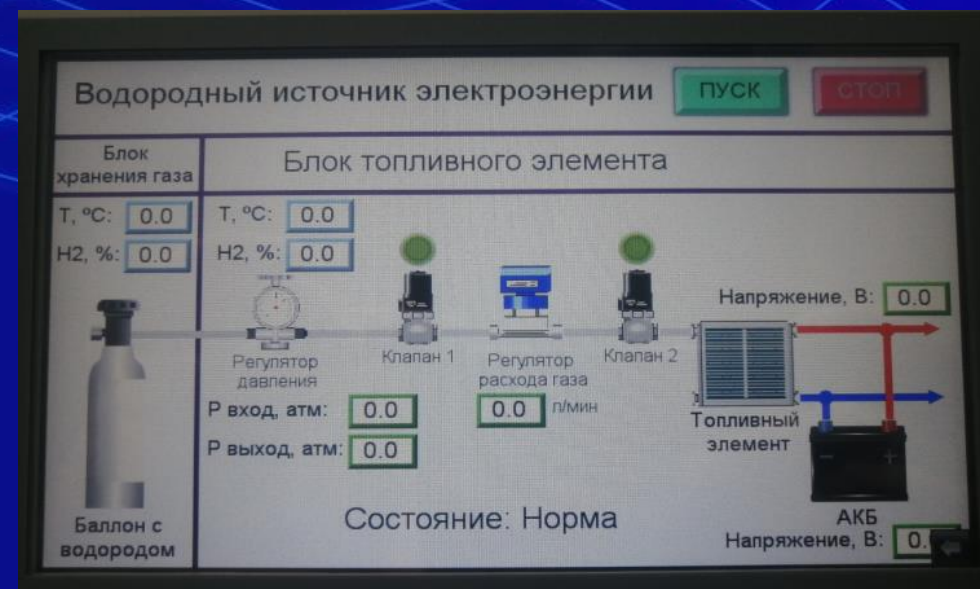 Водородный источник электроэнергии
ПУСК
СТОП
Блок
хранения газа
Блок топливного элемента
T, ºC: 0.0
H2, %: 0.0
T, ºC: 0.0
H2, %: 0.0
Напряжение, В: 0.0
Регулятор
давления
Клапан 1
Регулятор
расхода газа
Клапан 2
P вход, атм: 0.0
0.0 л/мин
P выход, атм: 0.0
Топливный
элемент
Баллон с
водородом
Состояние: Норма
АКБ
Напряжение, В: 0.